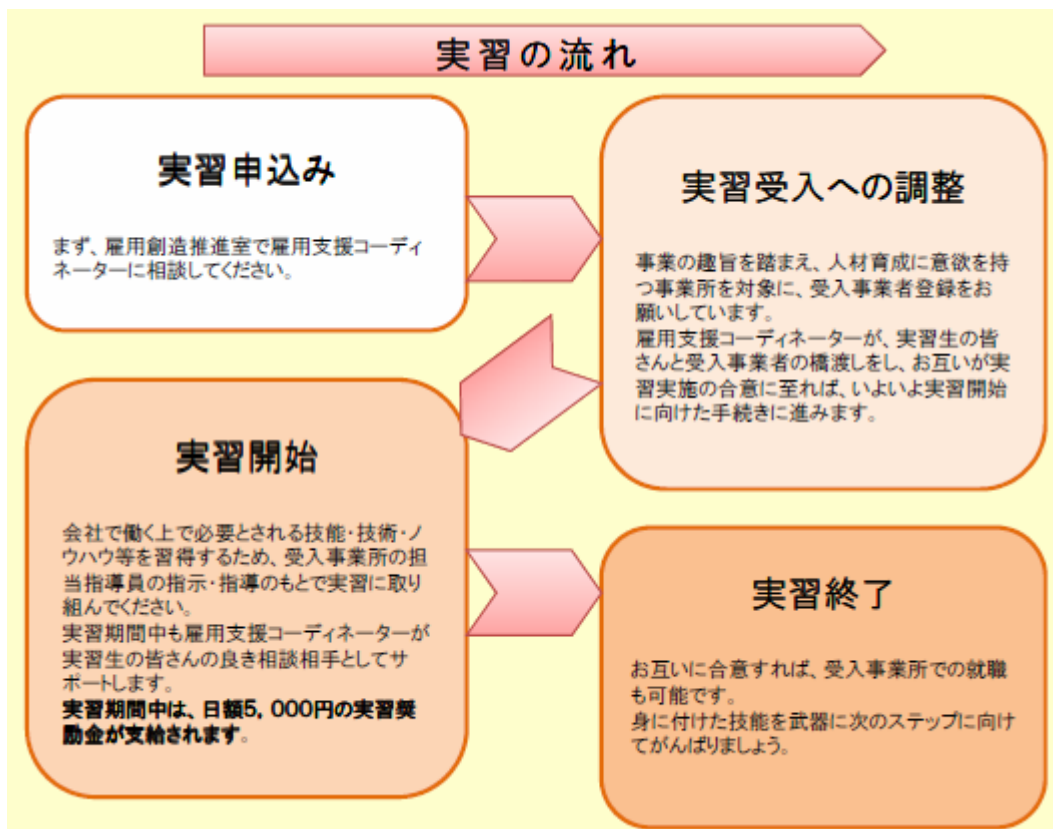 実習の流れ
実習申込み
まず、雇用創造推進室で雇用支援コーディ
ネーターに相談してください。
実習受入への調整
事業の趣旨を踏まえ、人材育成に意欲を持
つ事業所を対象に、受入事業者登録をお
願いしています。
雇用支援コーディネーターが、実習生の皆
さんと受入事業者の橋渡しをし、お互いが実
習実施の合意に至れば、いよいよ実習開始
に向けた手続きに進みます。
実習開始
会社で働く上で必要とされる技能・技術・ノ
ウハウ等を習得するため、受入事業所の担
当指導員の指示・指導のもとで実習に取り
組んでください。
実習期間中も雇用支援コーディネーターが
実習生の皆さんの良き相談相手としてサ
ポートします。
実習期間中は、日額5，000円の実習奨
励金が支給されます。
実習終了
お互いに合意すれば、受入事業所での就職
も可能です。
身に付けた技能を武器に次のステップに向け
てがんばりましょう。